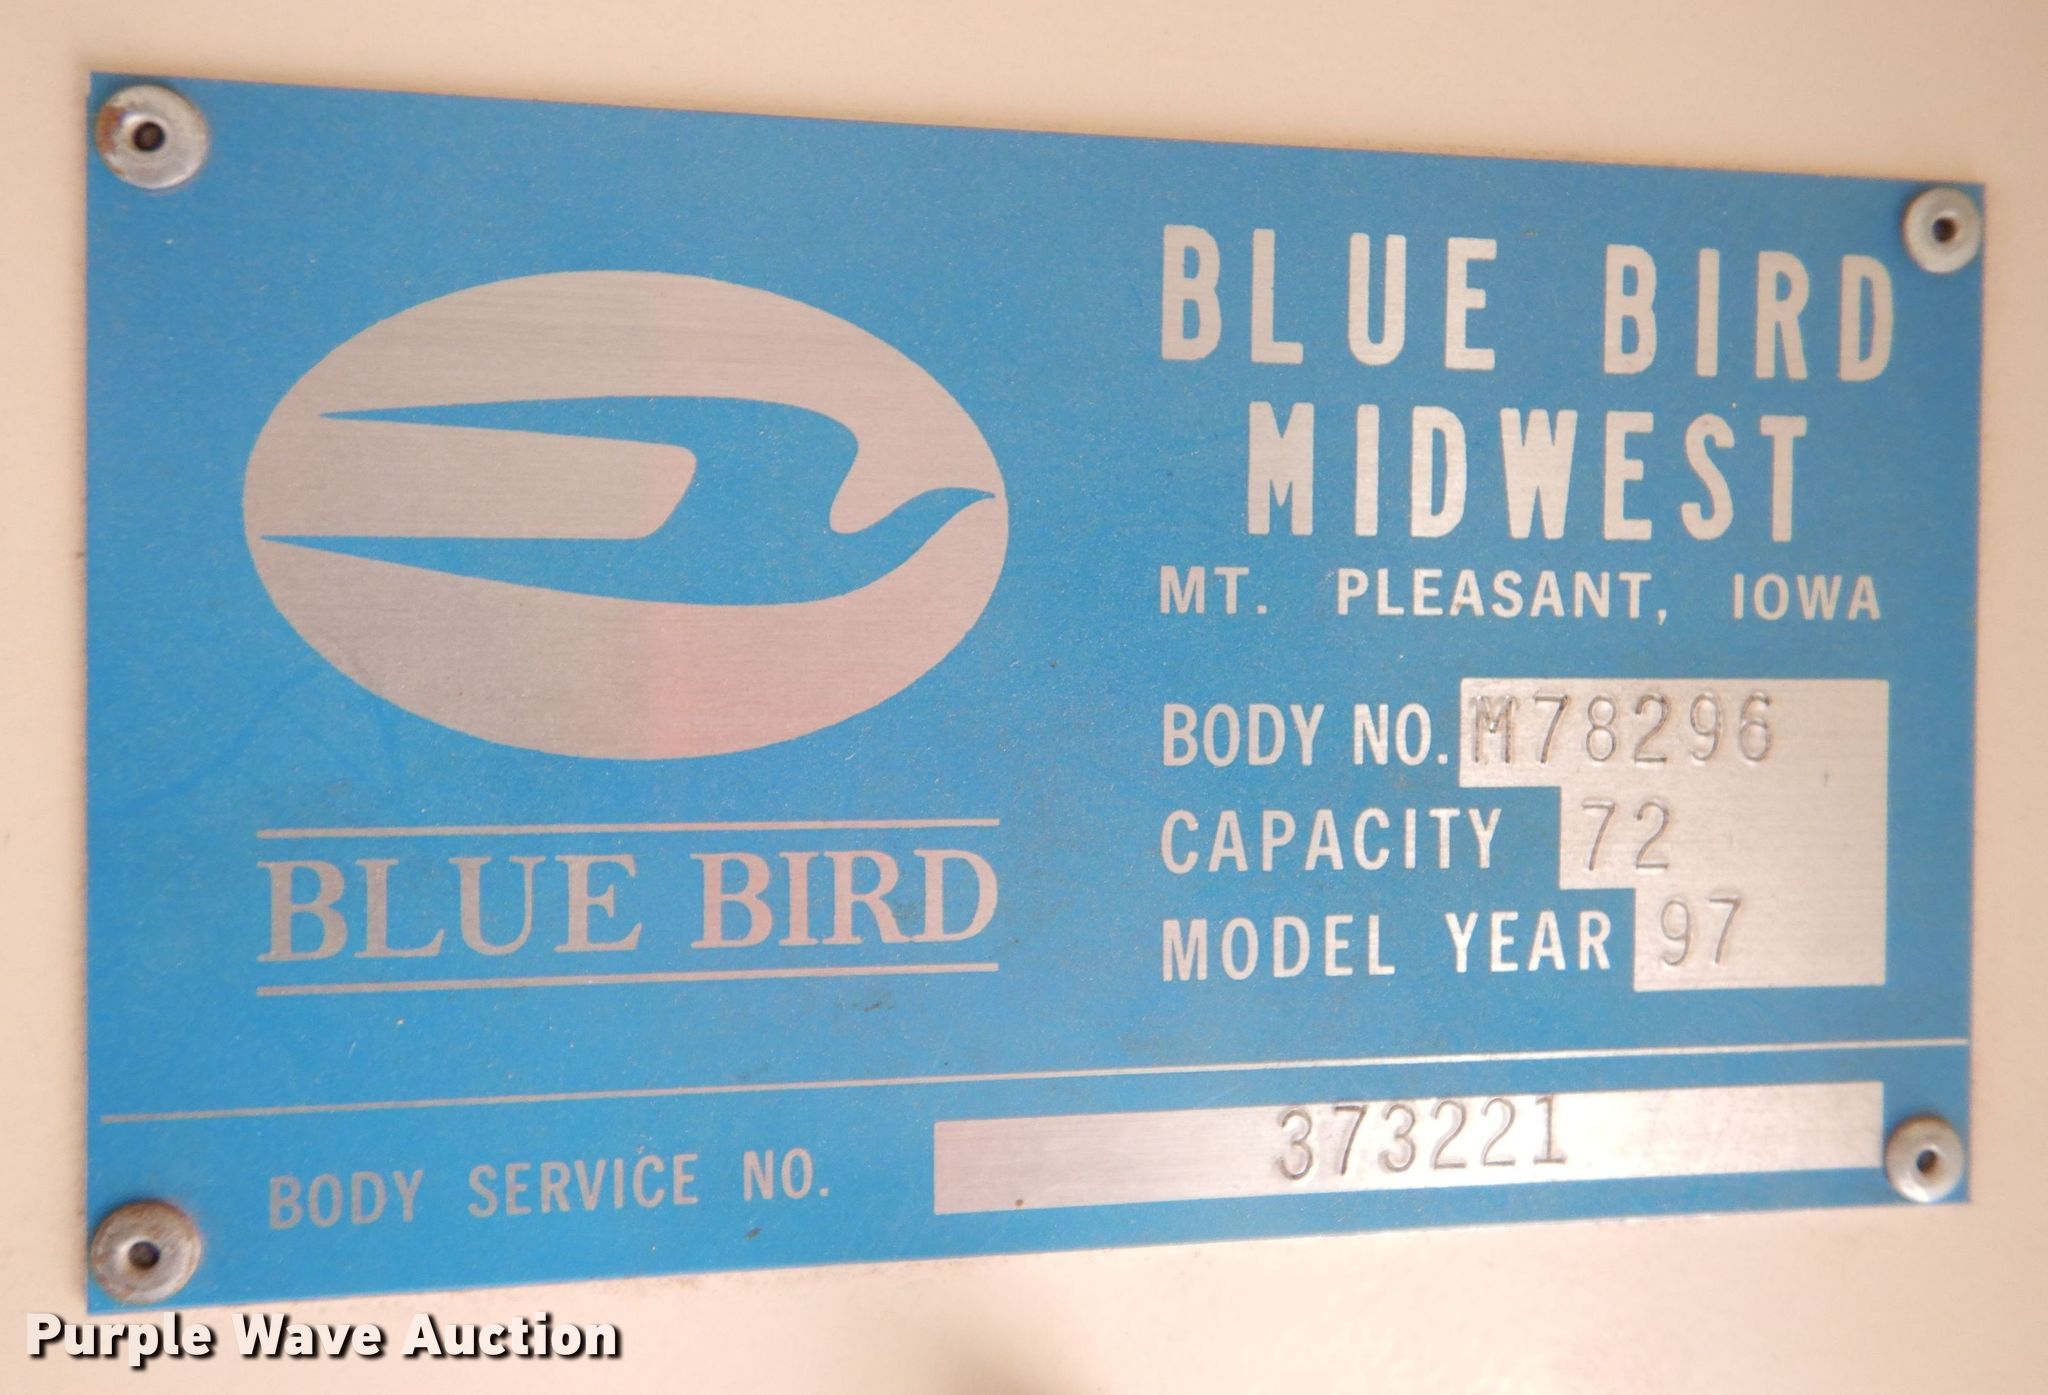 BLUE BIRD
MIDWEST
MT. PLEASANT, IOWA
BODY NO. M78296
CAPACITY 72
MODEL YEAR 97
BLUE BIRD
BODY SERVICE NO. 373221
Purple Wave Auction